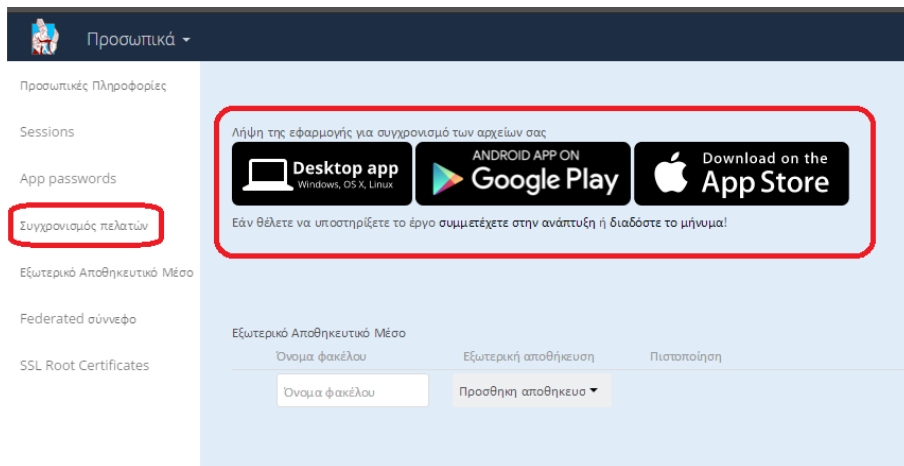 Προσωπικά
Προσωπικές Πληροφορίες
Sessions
App passwords
Συγχρονισμός πελατών
Εξωτερικό Αποθηκευτικό Μέσο
Federated σύννεφο
SSL Root Certificates
Λήψη της εφαρμογής για συγχρονισμό των αρχείων σας
Desktop app
Windows, OS X, Linux
ANDROID APP ON
Google Play
Download on the
App Store
Εάν θέλετε να υποστηρίξετε το έργο συμμετέχετε στην ανάπτυξη ή διαδόστε το μήνυμα!
Εξωτερικό Αποθηκευτικό Μέσο
Όνομα φακέλου Εξωτερική αποθήκευση Πιστοποίηση
Όνομα φακέλου Προσθηκη αποθηκευσ